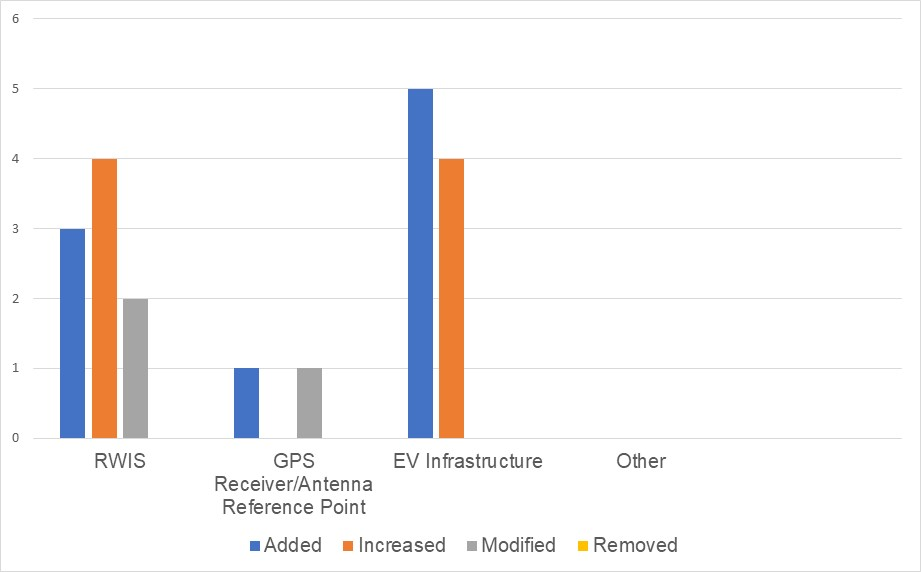 6
5
4
3
2
1
0
RWIS
GPS
Receiver/Antenna
Reference Point
EV Infrastructure
Other
Added Increased Modified Removed